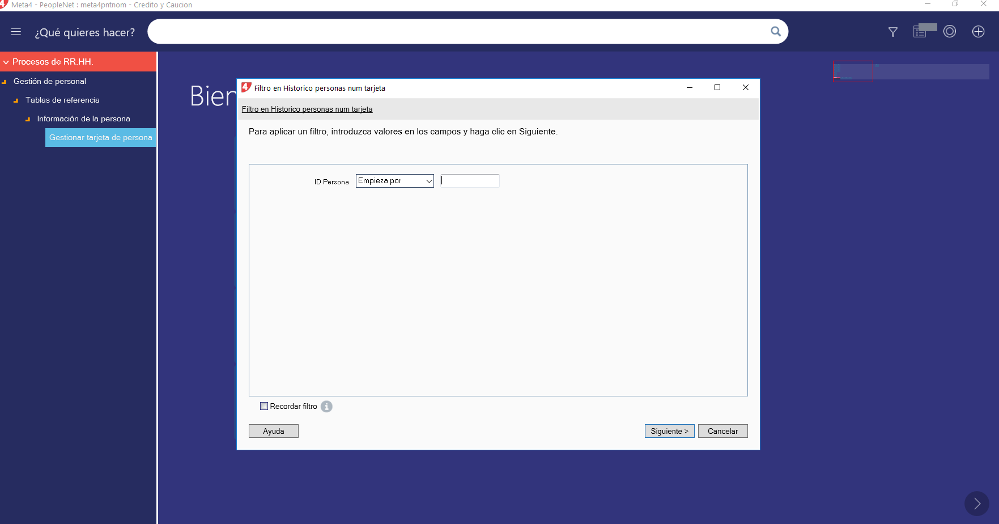 Meta4 - PeopleNet : meta4pntnom - Credito y Caucion
¿Qué quieres hacer?
Procesos de RR.HH.
Gestión de personal
Tablas de referencia
Información de la persona
Gestionar tarjeta de persona
Bien
Filtro en Historico personas num tarjeta
Filtro en Historico personas num tarjeta
Para aplicar un filtro, introduzca valores en los campos y haga clic en Siguiente.
ID Persona Empieza por
Recordar filtro
Ayuda Siguiente > Cancelar